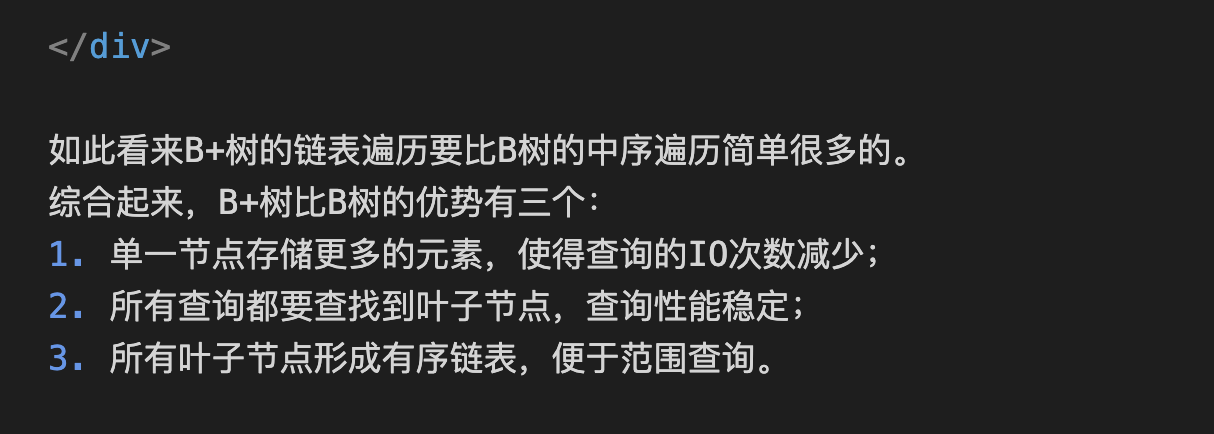 </div>
如此看来B+树的链表遍历要比B树的中序遍历简单很多的。
综合起来，B+树比B树的优势有三个：
1. 单一节点存储更多的元素，使得查询的IO次数减少；
2. 所有查询都要查找到叶子节点，查询性能稳定；
3. 所有叶子节点形成有序链表，便于范围查询。